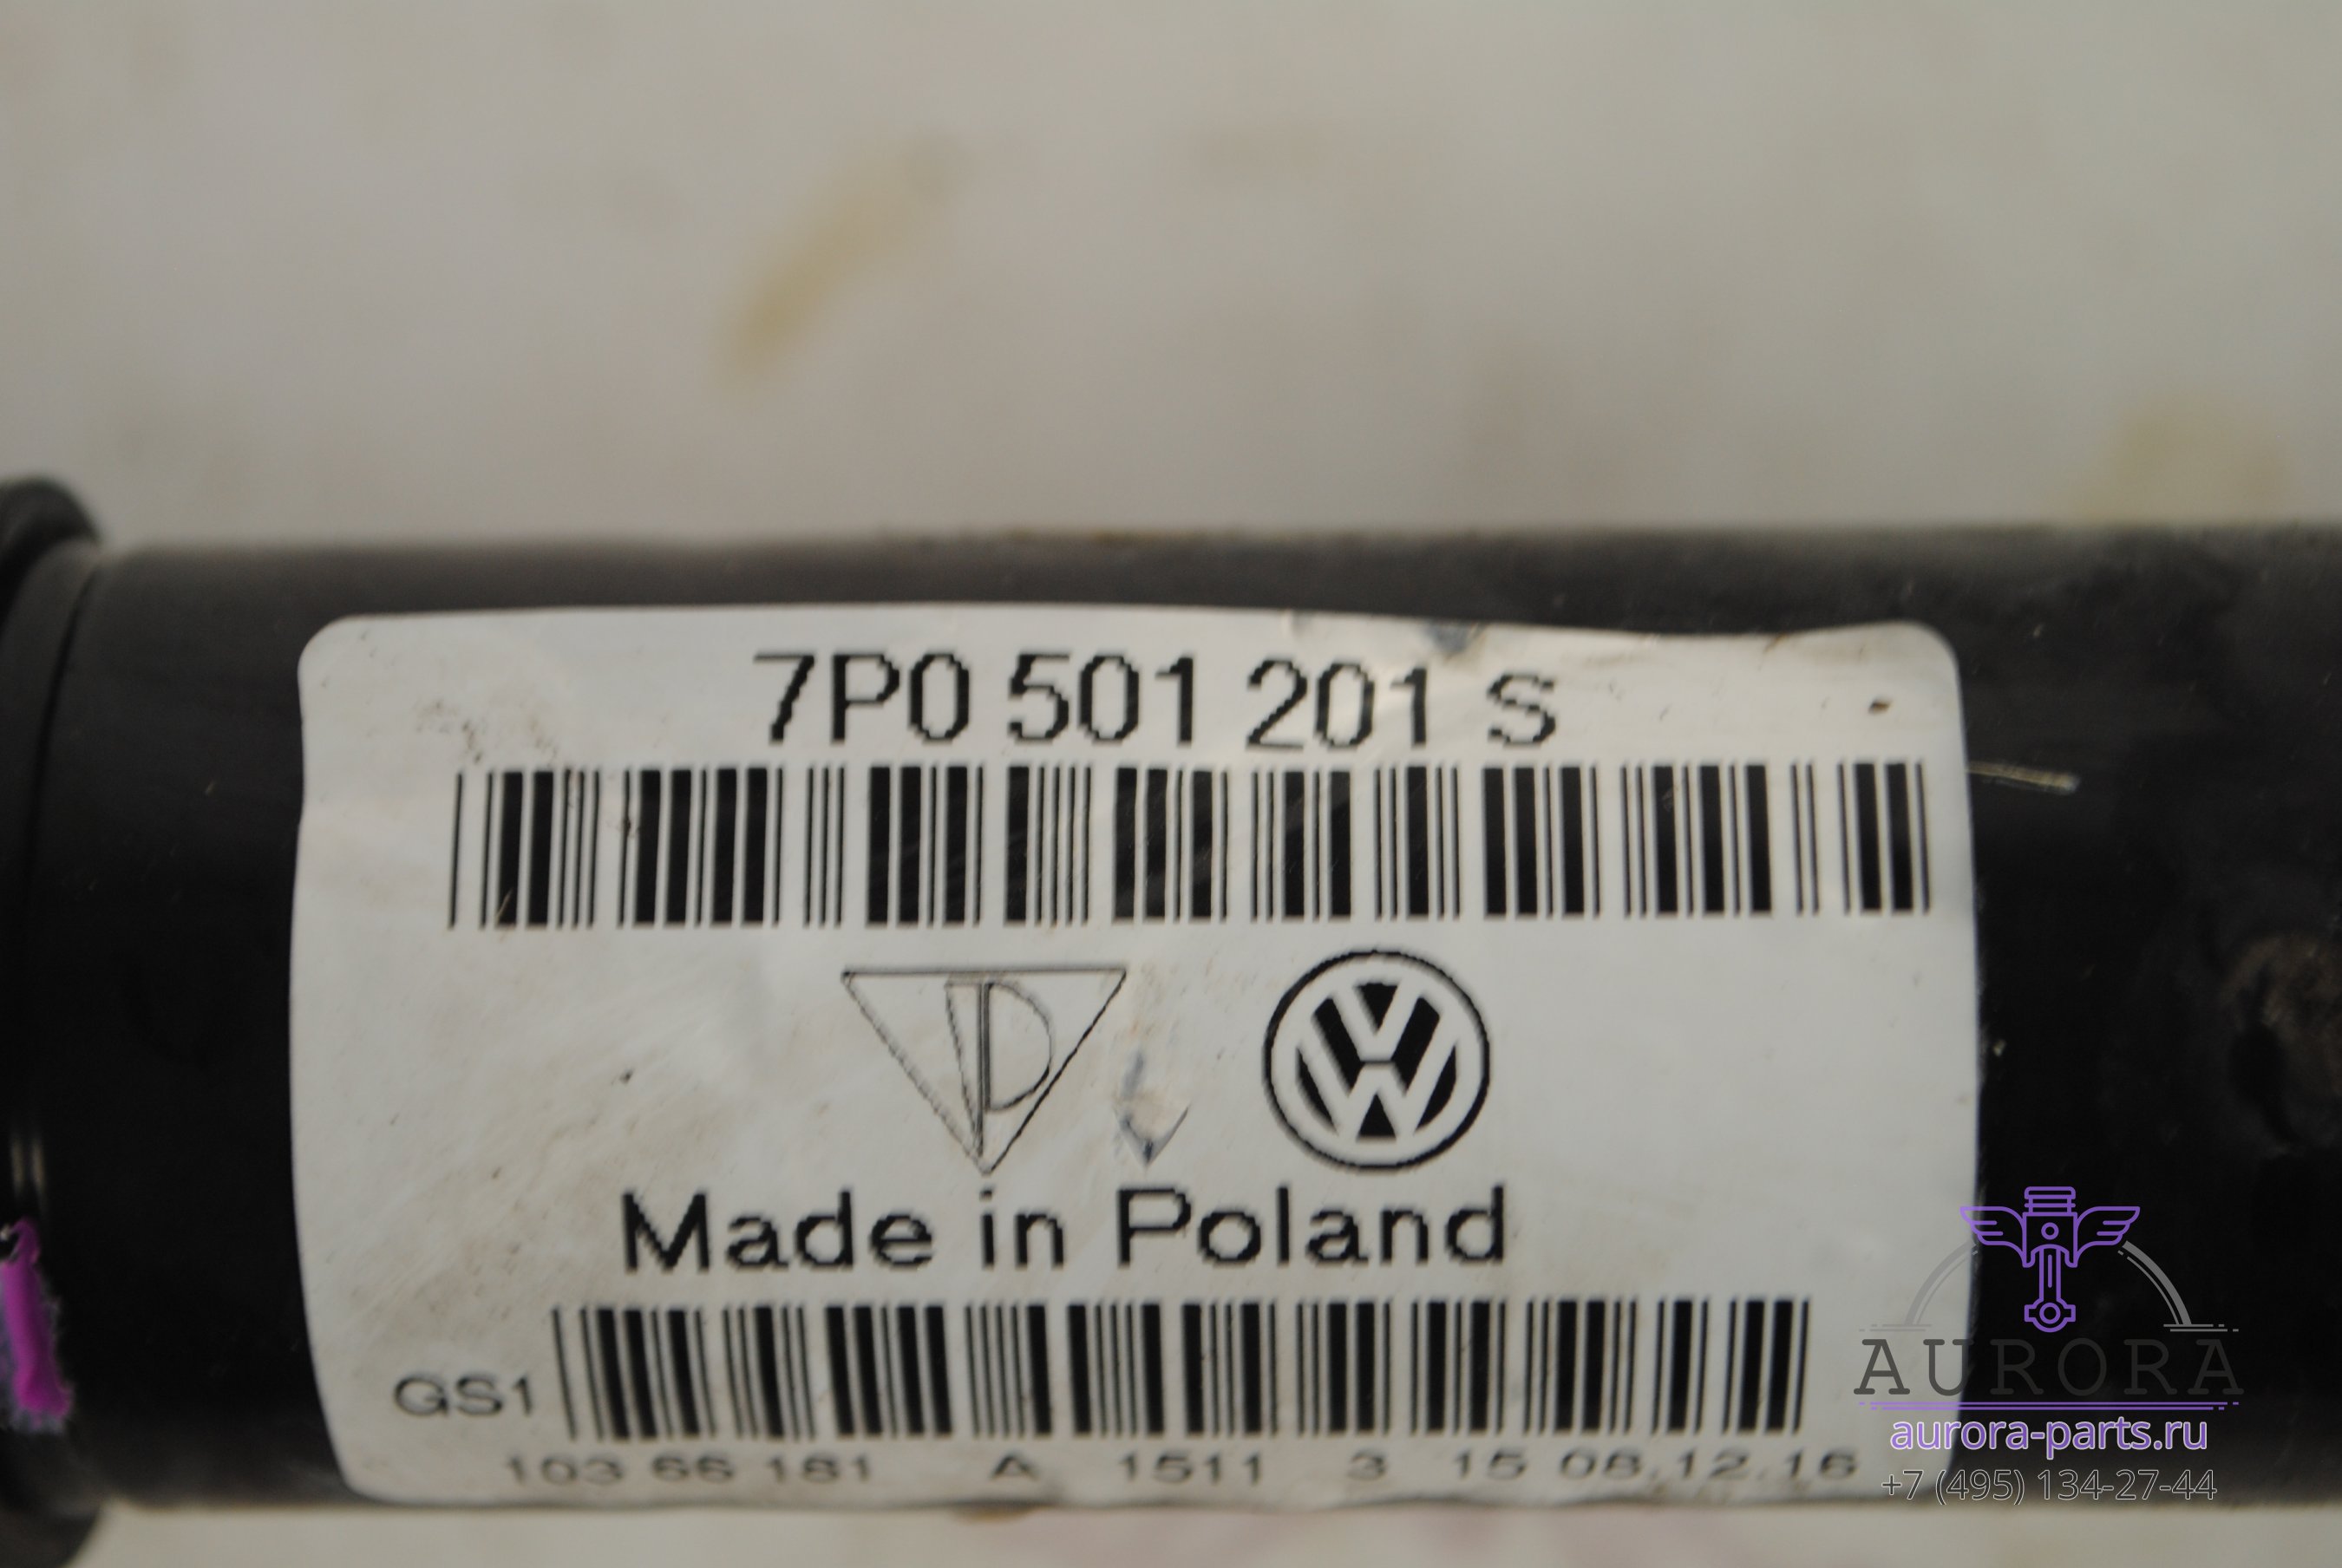 7P0 501 201 S
Made in Poland
GS1
103 66 181 A 1511 3 15 08.12.16
AURORA
aurora-parts.ru
+7 (495) 134-27-44